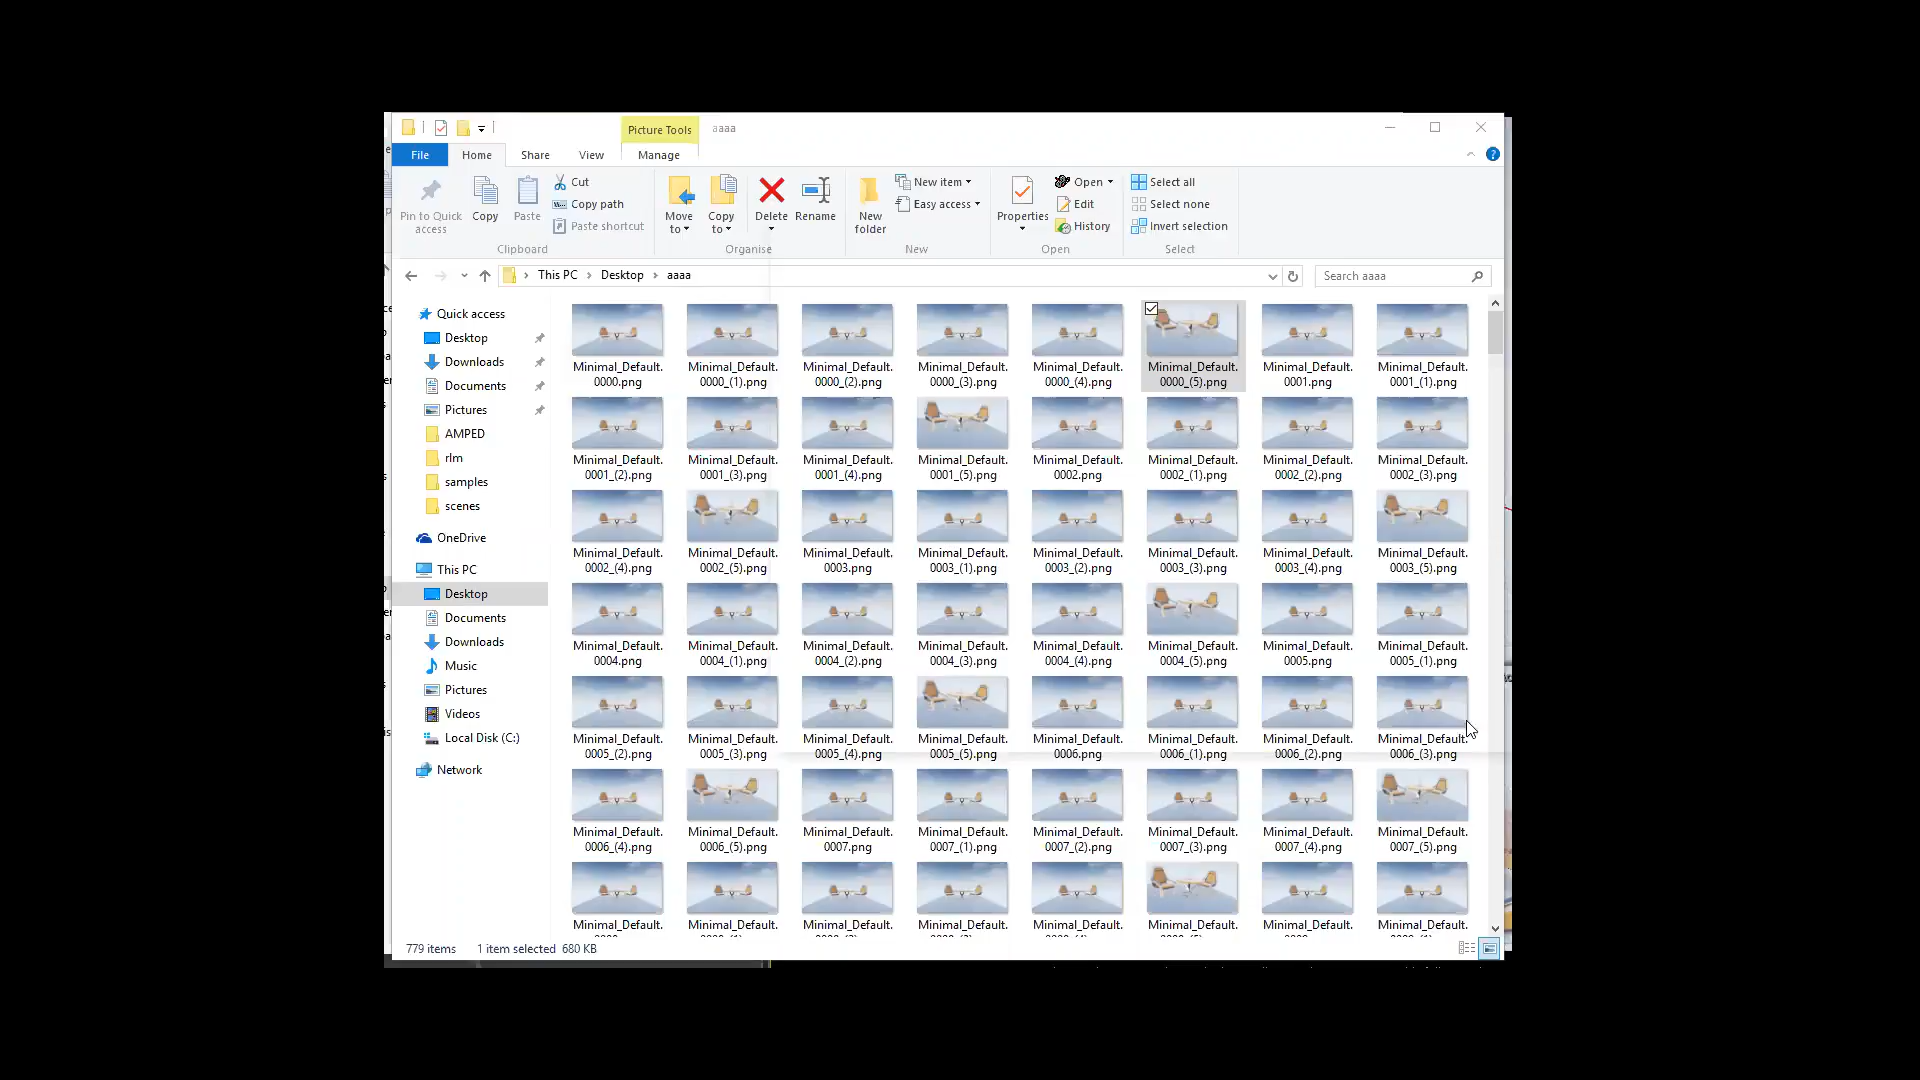 Picture Tools
aaaa
File
Home
Share
View
Manage
Pin to Quick
access
Copy
Paste
Cut
Copy path
Paste shortcut
Clipboard
Move
to
Copy
to
Delete
Rename
Organise
New
folder
New item
Easy access
New
Properties
Open
Edit
History
Open
Select all
Select none
Invert selection
Select
This PC
Desktop
aaaa
Search aaaa
Quick access
Desktop
Downloads
Documents
Pictures
AMPED
rlm
samples
scenes
OneDrive
This PC
Desktop
Documents
Downloads
Music
Pictures
Videos
Local Disk (C:)
Network
Minimal_Default. Minimal_Default. Minimal_Default. Minimal_Default. Minimal_Default. Minimal_Default. Minimal_Default. Minimal_Default.
0000.png 0000_(1).png 0000_(2).png 0000_(3).png 0000_(4).png 0000_(5).png 0001.png 0001_(1).png
Minimal_Default. Minimal_Default. Minimal_Default. Minimal_Default. Minimal_Default. Minimal_Default. Minimal_Default. Minimal_Default.
0001_(2).png 0001_(3).png 0001_(4).png 0001_(5).png 0002.png 0002_(1).png 0002_(2).png 0002_(3).png
Minimal_Default. Minimal_Default. Minimal_Default. Minimal_Default. Minimal_Default. Minimal_Default. Minimal_Default. Minimal_Default.
0002_(4).png 0002_(5).png 0003.png 0003_(1).png 0003_(2).png 0003_(3).png 0003_(4).png 0003_(5).png
Minimal_Default. Minimal_Default. Minimal_Default. Minimal_Default. Minimal_Default. Minimal_Default. Minimal_Default. Minimal_Default.
0004.png 0004_(1).png 0004_(2).png 0004_(3).png 0004_(4).png 0004_(5).png 0005.png 0005_(1).png
Minimal_Default. Minimal_Default. Minimal_Default. Minimal_Default. Minimal_Default. Minimal_Default. Minimal_Default. Minimal_Default.
0005_(2).png 0005_(3).png 0005_(4).png 0005_(5).png 0006.png 0006_(1).png 0006_(2).png 0006_(3).png
Minimal_Default. Minimal_Default. Minimal_Default. Minimal_Default. Minimal_Default. Minimal_Default. Minimal_Default. Minimal_Default.
0006_(4).png 0006_(5).png 0007.png 0007_(1).png 0007_(2).png 0007_(3).png 0007_(4).png 0007_(5).png
Minimal_Default. Minimal_Default. Minimal_Default. Minimal_Default. Minimal_Default. Minimal_Default. Minimal_Default. Minimal_Default.
779 items
1 item selected 680 KB